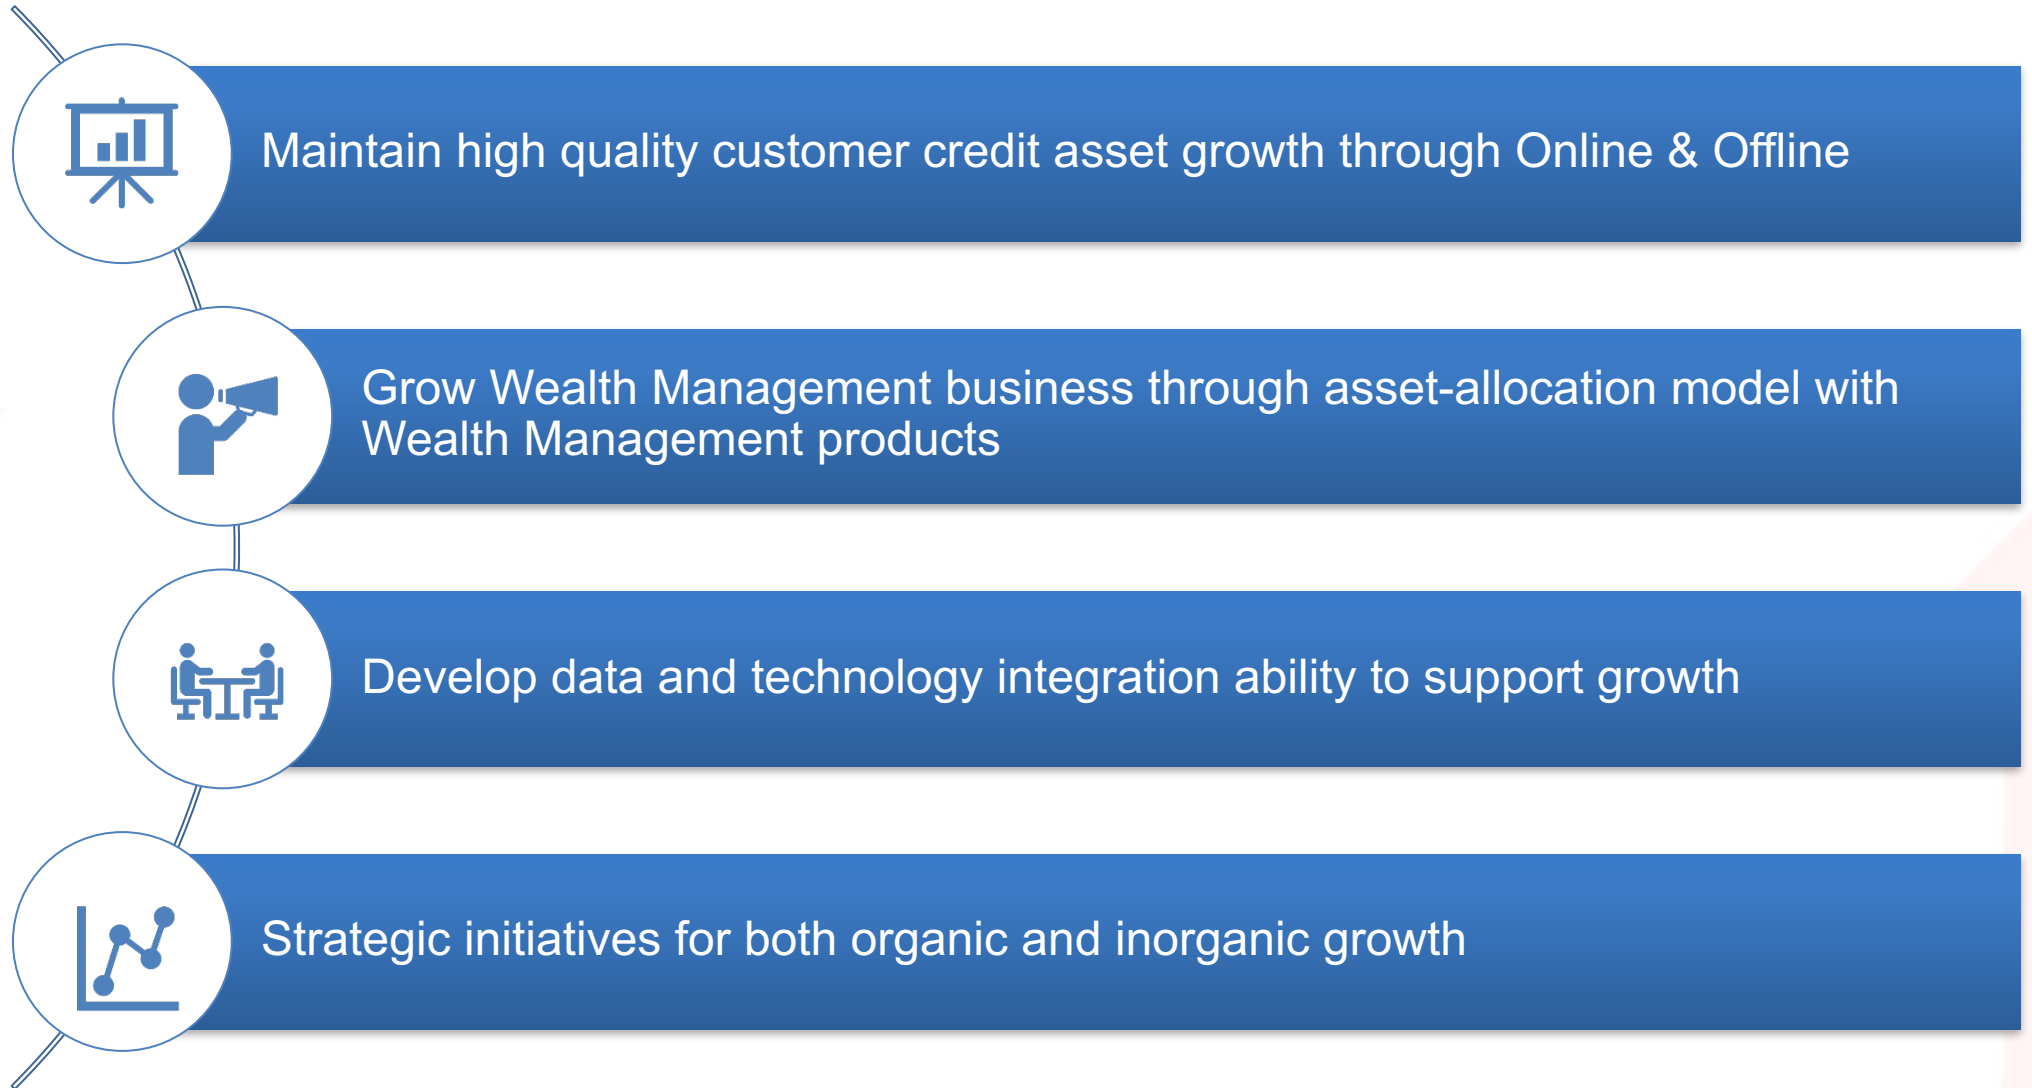 Maintain high quality customer credit asset growth through Online & Offline
Grow Wealth Management business through asset-allocation model with
Wealth Management products
Develop data and technology integration ability to support growth
Strategic initiatives for both organic and inorganic growth